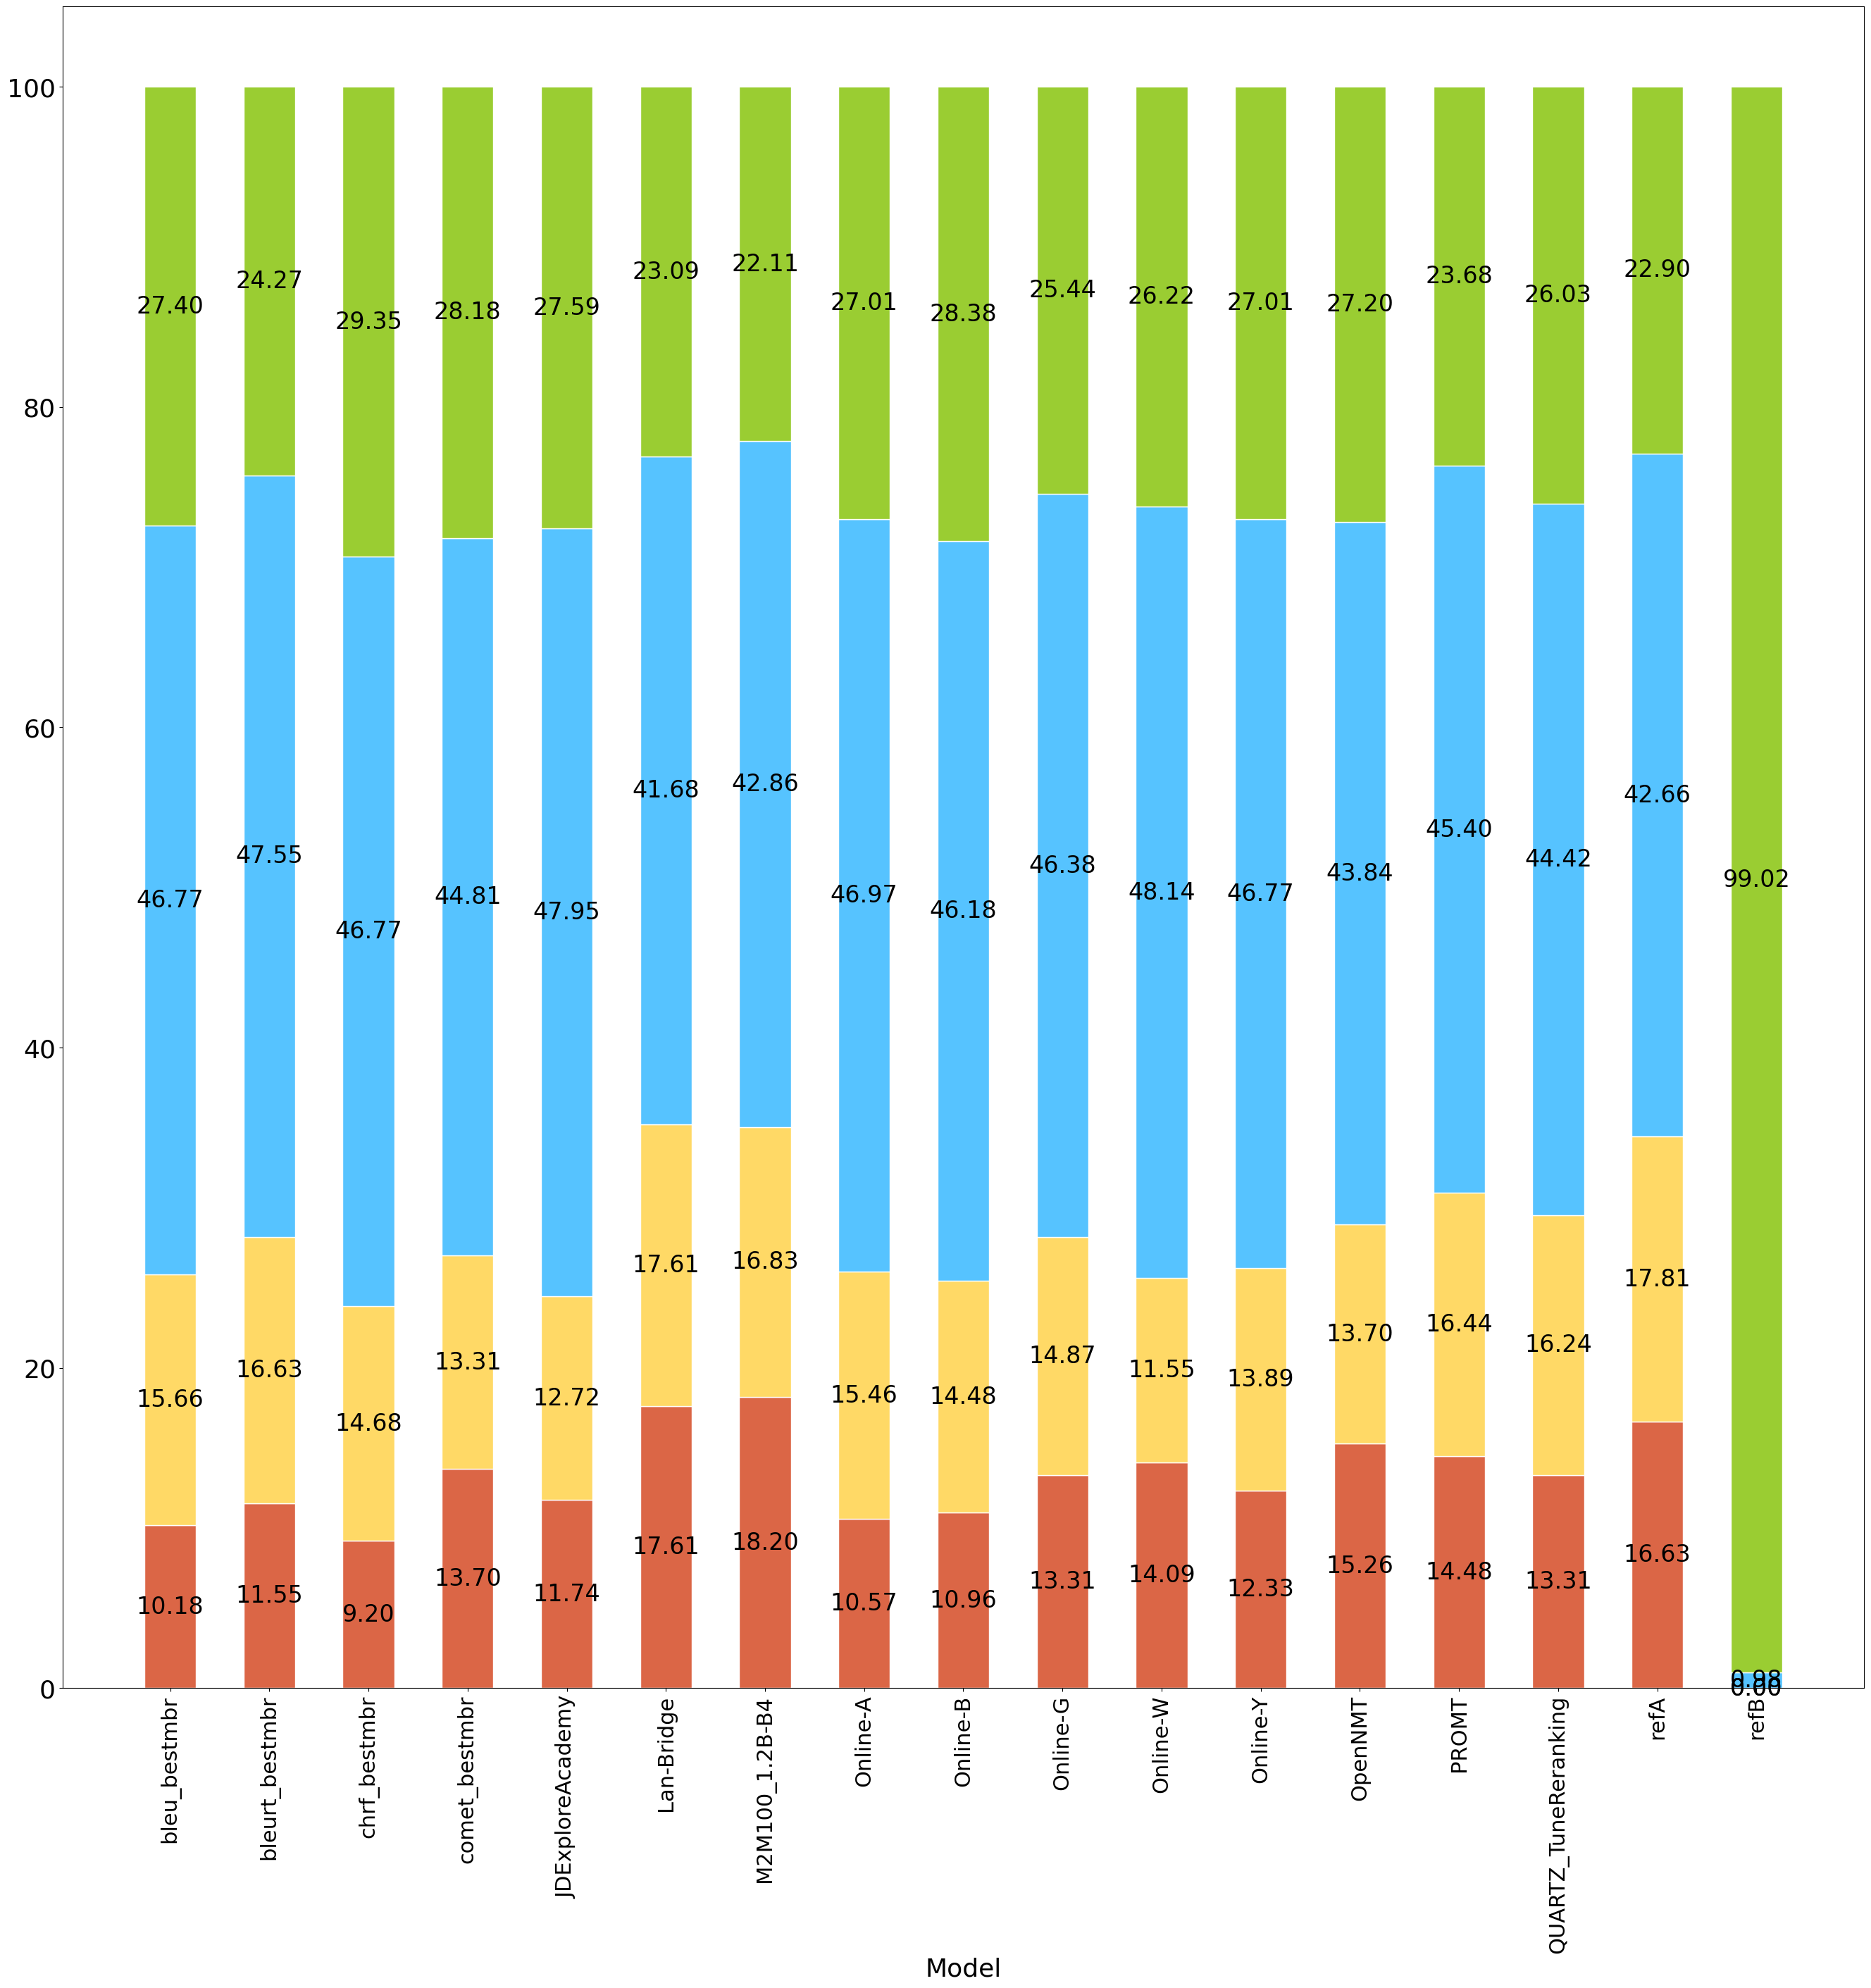 100
80
60
40
20
0
27.40 24.27 29.35 28.18 27.59 23.09 22.11 27.01 28.38 25.44 26.22 27.01 27.20 23.68 26.03 22.90 99.02
46.77 47.55 46.77 44.81 47.95 41.68 42.86 46.97 46.18 46.38 48.14 46.77 43.84 45.40 44.42 42.66 0.98
15.66 16.63 14.68 13.31 12.72 17.61 16.83 15.46 14.48 14.87 11.55 13.89 13.70 16.44 16.24 17.81 0.00
10.18 11.55 9.20 13.70 11.74 17.61 18.20 10.57 10.96 13.31 14.09 12.33 15.26 14.48 13.31 16.63 0.00
bleu_bestmbr
bleurt_bestmbr
chrf_bestmbr
comet_bestmbr
JDExploreAcademy
Lan-Bridge
M2M100_1.2B-B4
Online-A
Online-B
Online-G
Online-W
Online-Y
OpenNMT
PROMT
QUARTZ_TuneReranking
refA
refB
Model